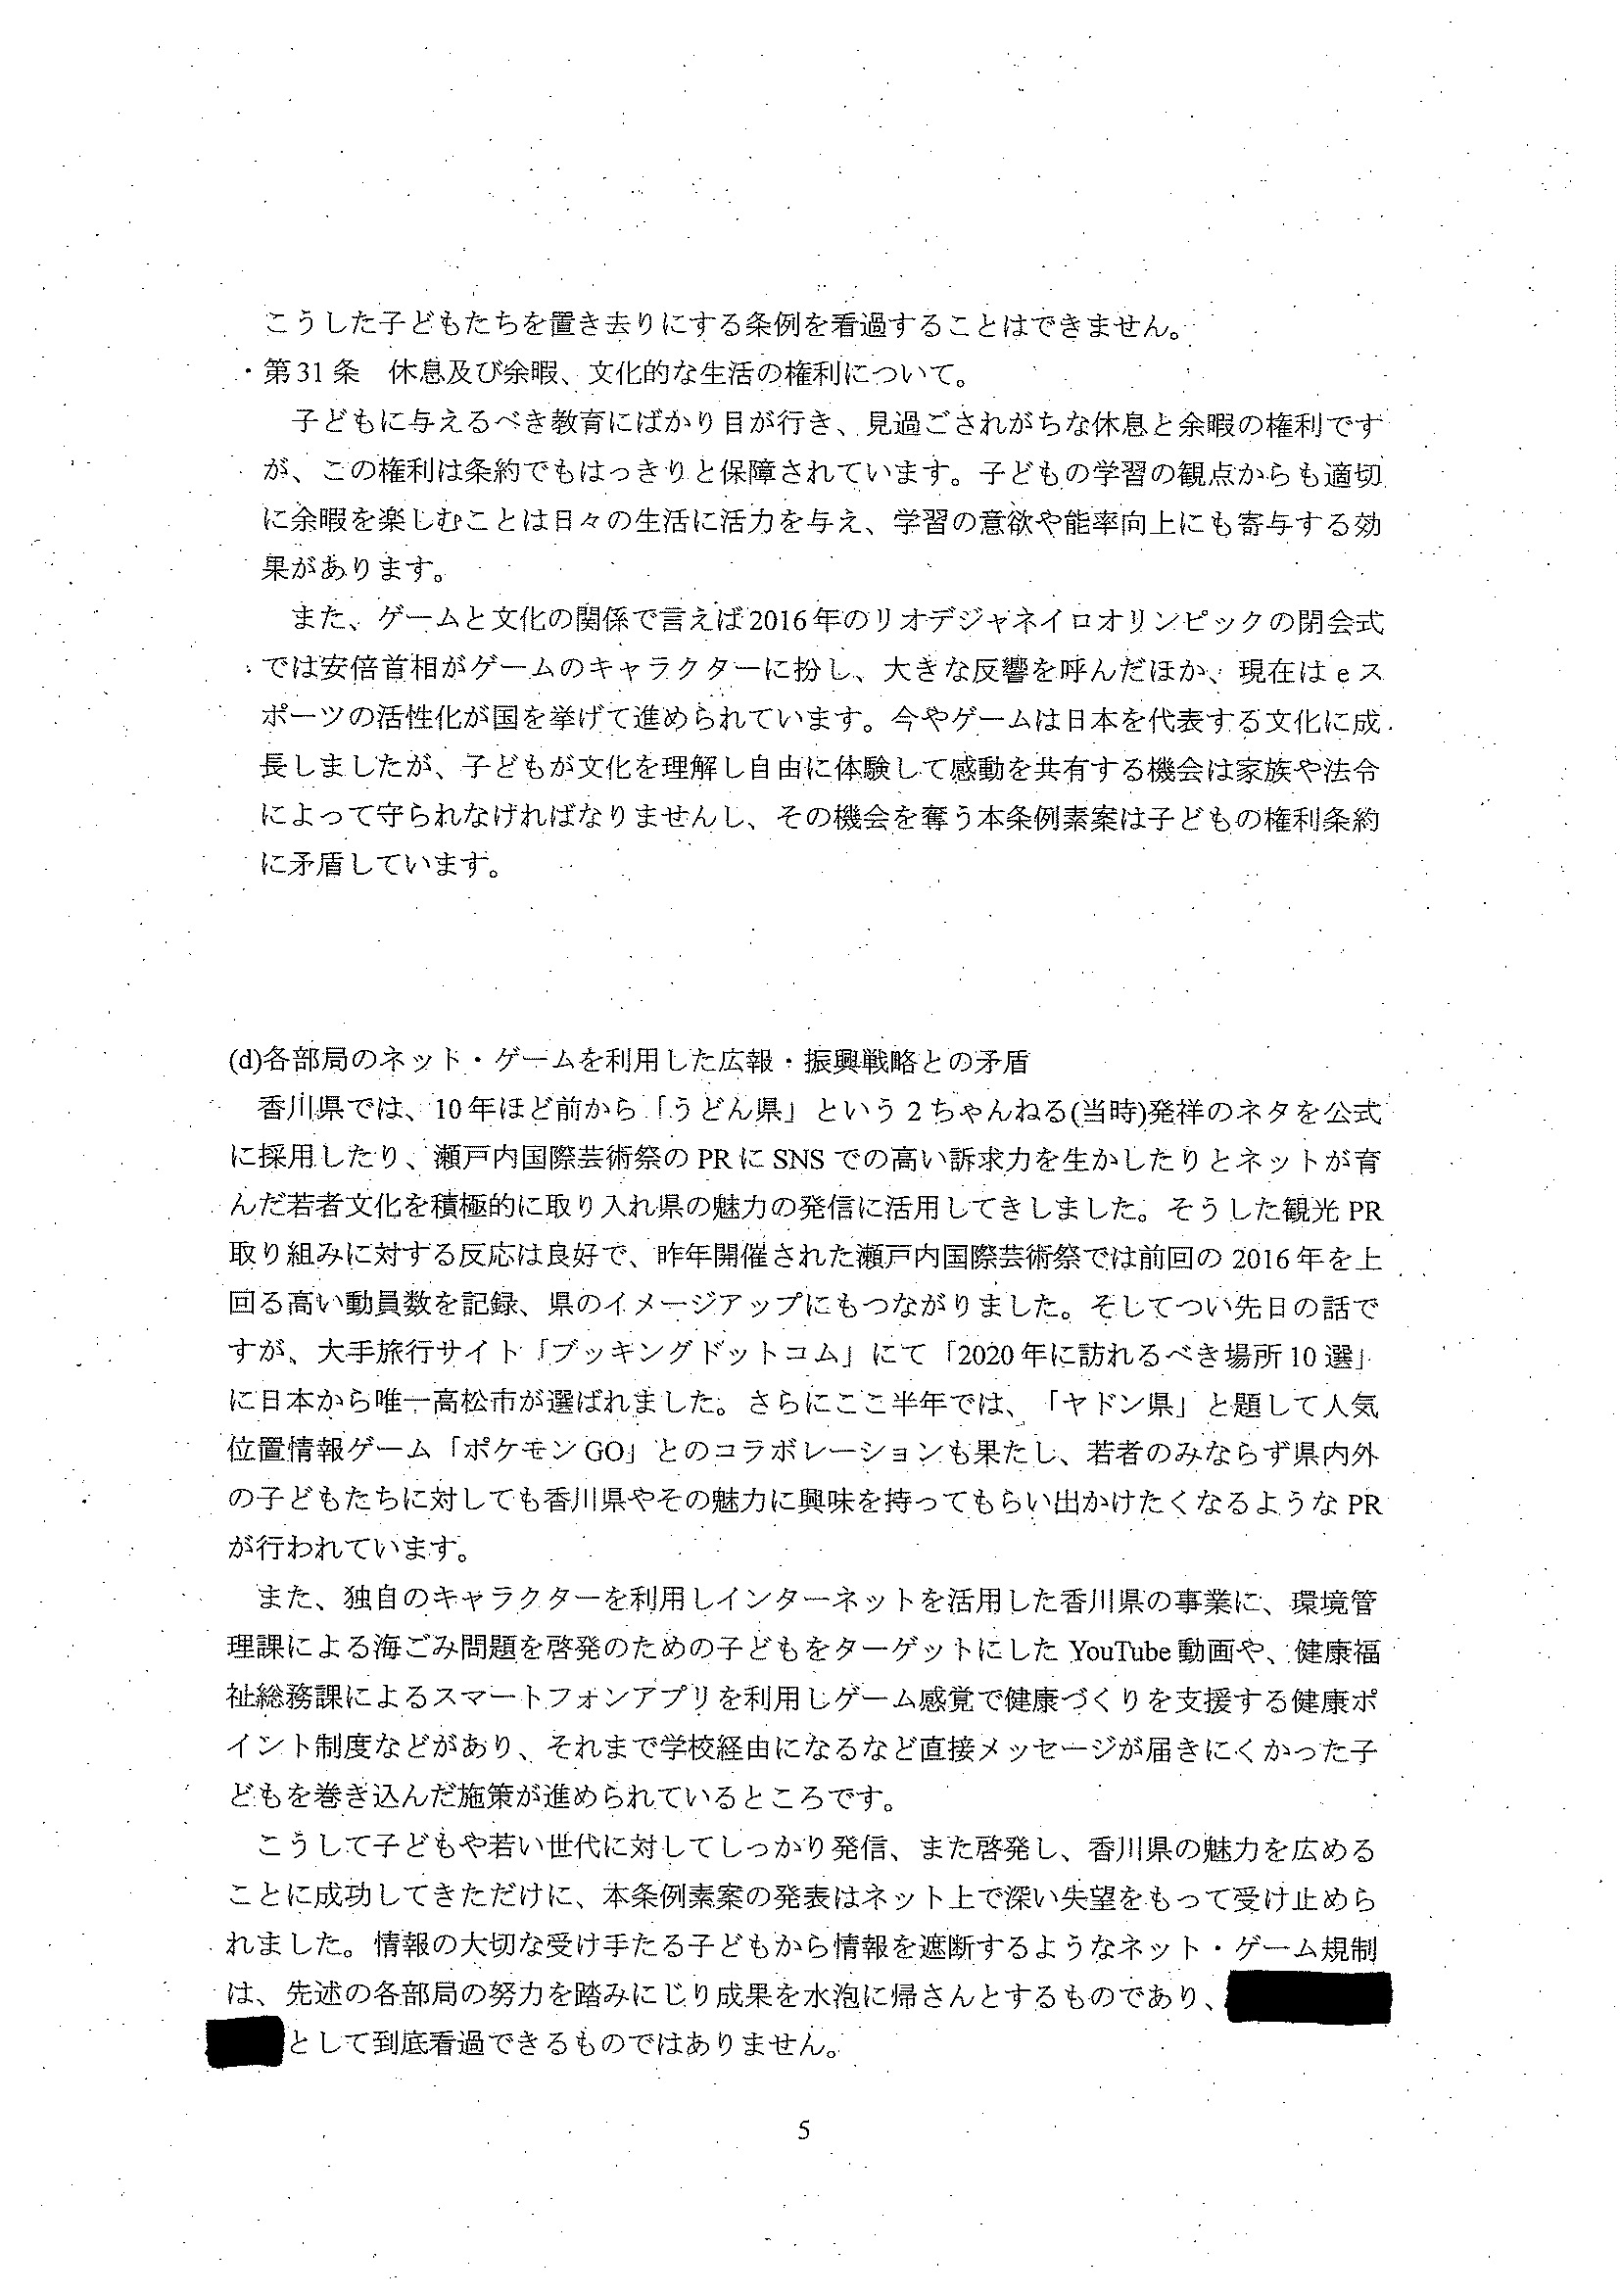 こうした子どもたちを置き去りにする条例を看過することはできません。
・第31条　休息及び余暇、文化的な生活の権利について。
子どもに与えるべき教育にばかり目が行き、見過ごされがちな休息と余暇の権利です
が、この権利は条約でもはっきりと保障されています。子どもの学習の観点からも適切
に余暇を楽しむことは日々の生活に活力を与え、学習の意欲や能率向上にも寄与する効
果があります。
また、ゲームと文化の関係で言えば2016年のリオデジャネイロオリンピックの閉会式
では安倍首相がゲームのキャラクターに扮し、大きな反響を呼んだほか、現在はeス
ポーツの活性化が国を挙げて進められています。今やゲームは日本を代表する文化に成
長しましたが、子どもが文化を理解し自由に体験して感動を共有する機会は家族や法令
によって守られなければなりませんし、その機会を奪う本条例素案は子どもの権利条約
に矛盾しています。
(d)各部局のネット・ゲームを利用した広報・振興戦略との矛盾
香川県では、10年ほど前から「うどん県」という2ちゃんねる(当時)発祥のネタを公式
に採用したり、瀬戸内国際芸術祭のPRにSNSでの高い訴求力を生かしたりとネットが育
んだ若者文化を積極的に取り入れ県の魅力の発信に活用してきしました。そうした観光PR
取り組みに対する反応は良好で、昨年開催された瀬戸内国際芸術祭では前回の2016年を上
回る高い動員数を記録、県のイメージアップにもつながりました。そしてつい先日の話で
すが、大手旅行サイト「ブッキングドットコム」にて「2020年に訪れるべき場所10選」
に日本から唯一高松市が選ばれました。さらにここ半年では、「ヤドン県」と題して人気
位置情報ゲーム「ポケモンGO」とのコラボレーションも果たし、若者のみならず県内外
の子どもたちに対しても香川県やその魅力に興味を持ってもらい出かけたくなるようなPR
が行われています。
また、独自のキャラクターを利用しインターネットを活用した香川県の事業に、環境管
理課による海ごみ問題を啓発のための子どもをターゲットにしたYouTube動画や、健康福
祉総務課によるスマートフォンアプリを利用しゲーム感覚で健康づくりを支援する健康ポ
イント制度などがあり、それまで学校経由になるなど直接メッセージが届きにくかった子
どもを巻き込んだ施策が進められているところです。
こうして子どもや若い世代に対してしっかり発信、また啓発し、香川県の魅力を広める
ことに成功してきただけに、本条例素案の発表はネット上で深い失望をもって受け止めら
れました。情報の大切な受け手たる子どもから情報を遮断するようなネット・ゲーム規制
は、先述の各部局の努力を踏みにじり成果を水泡に帰さんとするものであり、
として到底看過できるものではありません。
5